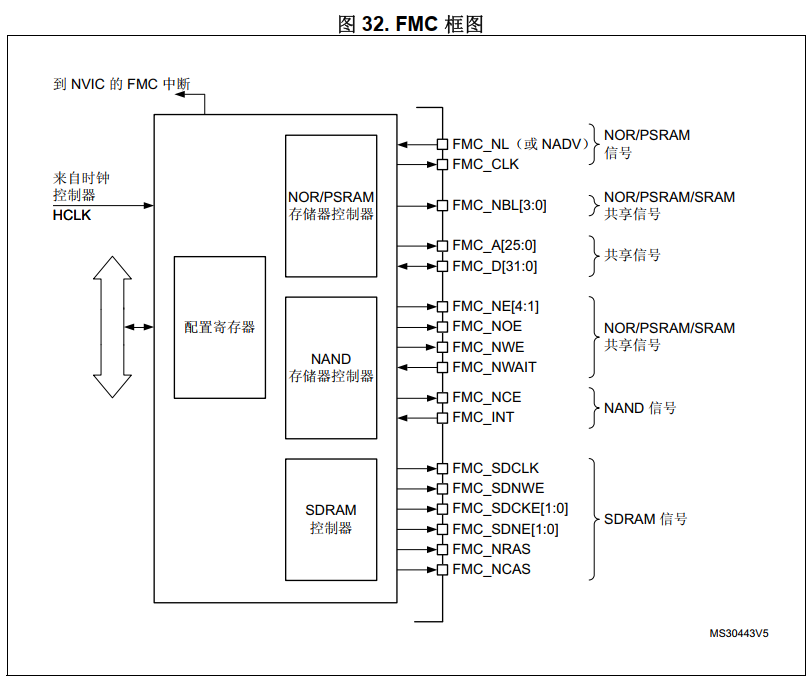 图 32. FMC 框图
到 NVIC 的 FMC 中断
来自时钟
控制器
HCLK
配置寄存器
NOR/PSRAM
存储器控制器
NAND
存储器控制器
SDRAM
控制器
FMC_NL（或 NADV）
FMC_CLK
NOR/PSRAM
信号
FMC_NBL[3:0]
NOR/PSRAM/SRAM
共享信号
FMC_A[25:0]
FMC_D[31:0]
共享信号
FMC_NE[4:1]
FMC_NOE
FMC_NWE
FMC_NWAIT
NOR/PSRAM/SRAM
共享信号
FMC_NCE
FMC_INT
NAND 信号
FMC_SDCLK
FMC_SDNWE
FMC_SDCKE[1:0]
FMC_SDNE[1:0]
FMC_NRAS
FMC_NCAS
SDRAM 信号
MS30443V5